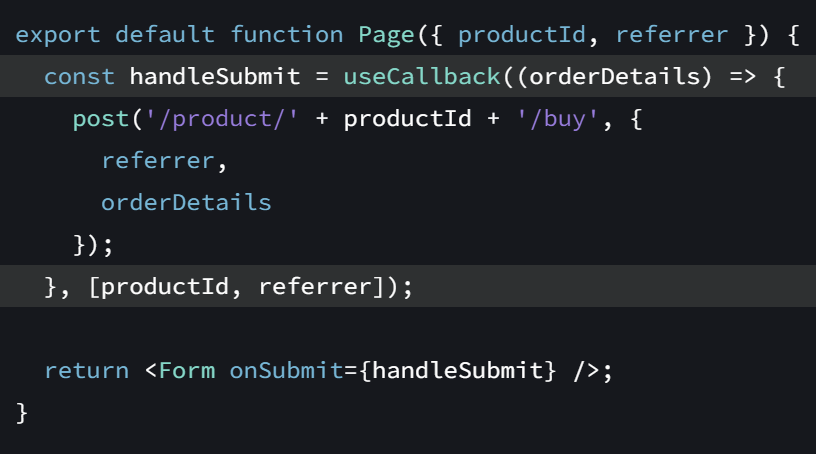 export default function Page({ productId, referrer }) {
  const handleSubmit = useCallback((orderDetails) => {
    post('/product/' + productId + '/buy', {
      referrer,
      orderDetails
    });
  }, [productId, referrer]);

  return <Form onSubmit={handleSubmit} />;
}